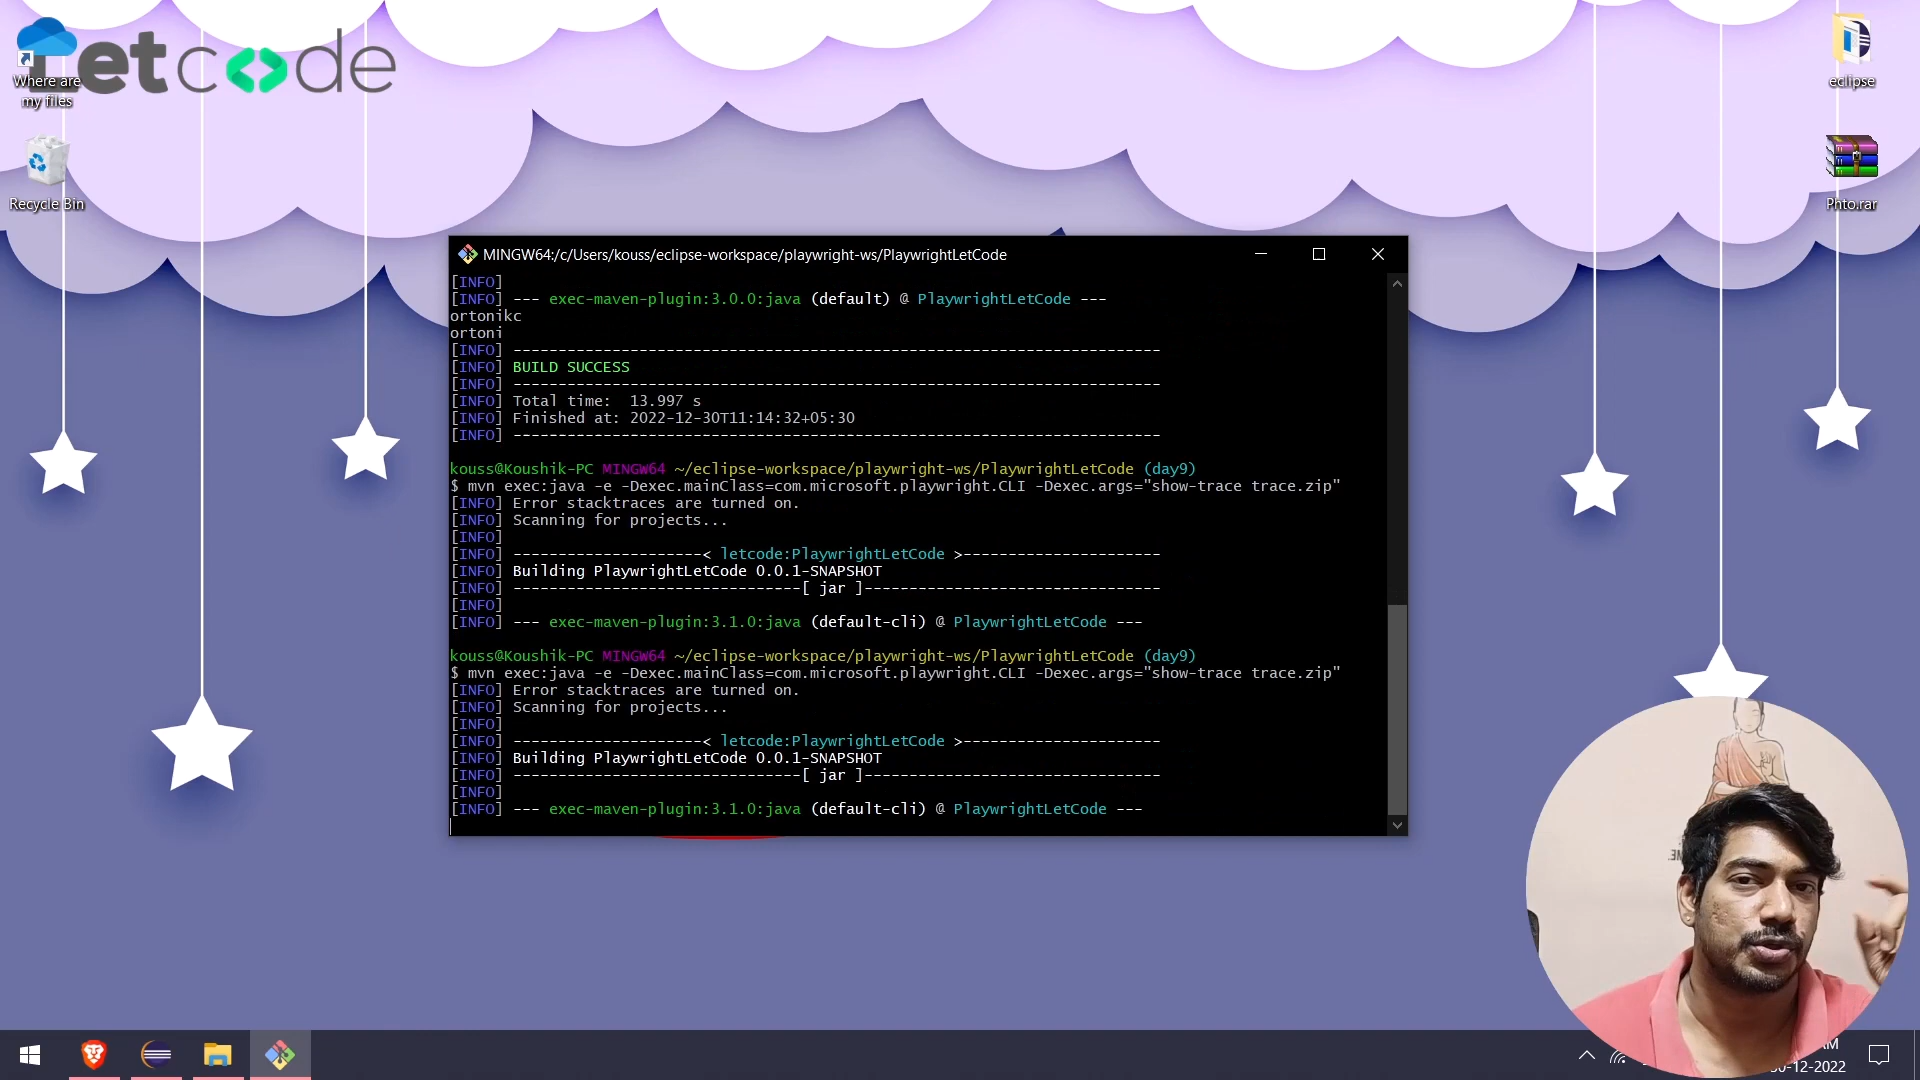 Letcode
Where are
my files
Recycle Bin
eclipse
Phto.rar
MINGW64:/c/Users/kouss/eclipse-workspace/playwright-ws/PlaywrightLetCode
[INFO]
[INFO] --- exec-maven-plugin:3.0.0:java (default) @ PlaywrightLetCode ---
ortonikc
ortoni
[INFO] ------------------------------------------------------------------------
[INFO] BUILD SUCCESS
[INFO] ------------------------------------------------------------------------
[INFO] Total time:  13.997 s
[INFO] Finished at: 2022-12-30T11:14:32+05:30
[INFO] ------------------------------------------------------------------------
kouss@Koushik-PC MINGW64 ~/eclipse-workspace/playwright-ws/PlaywrightLetCode (day9)
$ mvn exec:java -e -Dexec.mainClass=com.microsoft.playwright.CLI -Dexec.args="show-trace trace.zip"
[INFO] Error stacktraces are turned on.
[INFO] Scanning for projects...
[INFO]
[INFO] ---------------------< letcode:PlaywrightLetCode >----------------------
[INFO] Building PlaywrightLetCode 0.0.1-SNAPSHOT
[INFO] --------------------------------[ jar ]---------------------------------
[INFO]
[INFO] --- exec-maven-plugin:3.1.0:java (default-cli) @ PlaywrightLetCode ---
kouss@Koushik-PC MINGW64 ~/eclipse-workspace/playwright-ws/PlaywrightLetCode (day9)
$ mvn exec:java -e -Dexec.mainClass=com.microsoft.playwright.CLI -Dexec.args="show-trace trace.zip"
[INFO] Error stacktraces are turned on.
[INFO] Scanning for projects...
[INFO]
[INFO] ---------------------< letcode:PlaywrightLetCode >----------------------
[INFO] Building PlaywrightLetCode 0.0.1-SNAPSHOT
[INFO] --------------------------------[ jar ]---------------------------------
[INFO]
[INFO] --- exec-maven-plugin:3.1.0:java (default-cli) @ PlaywrightLetCode ---
AM
-12-2022